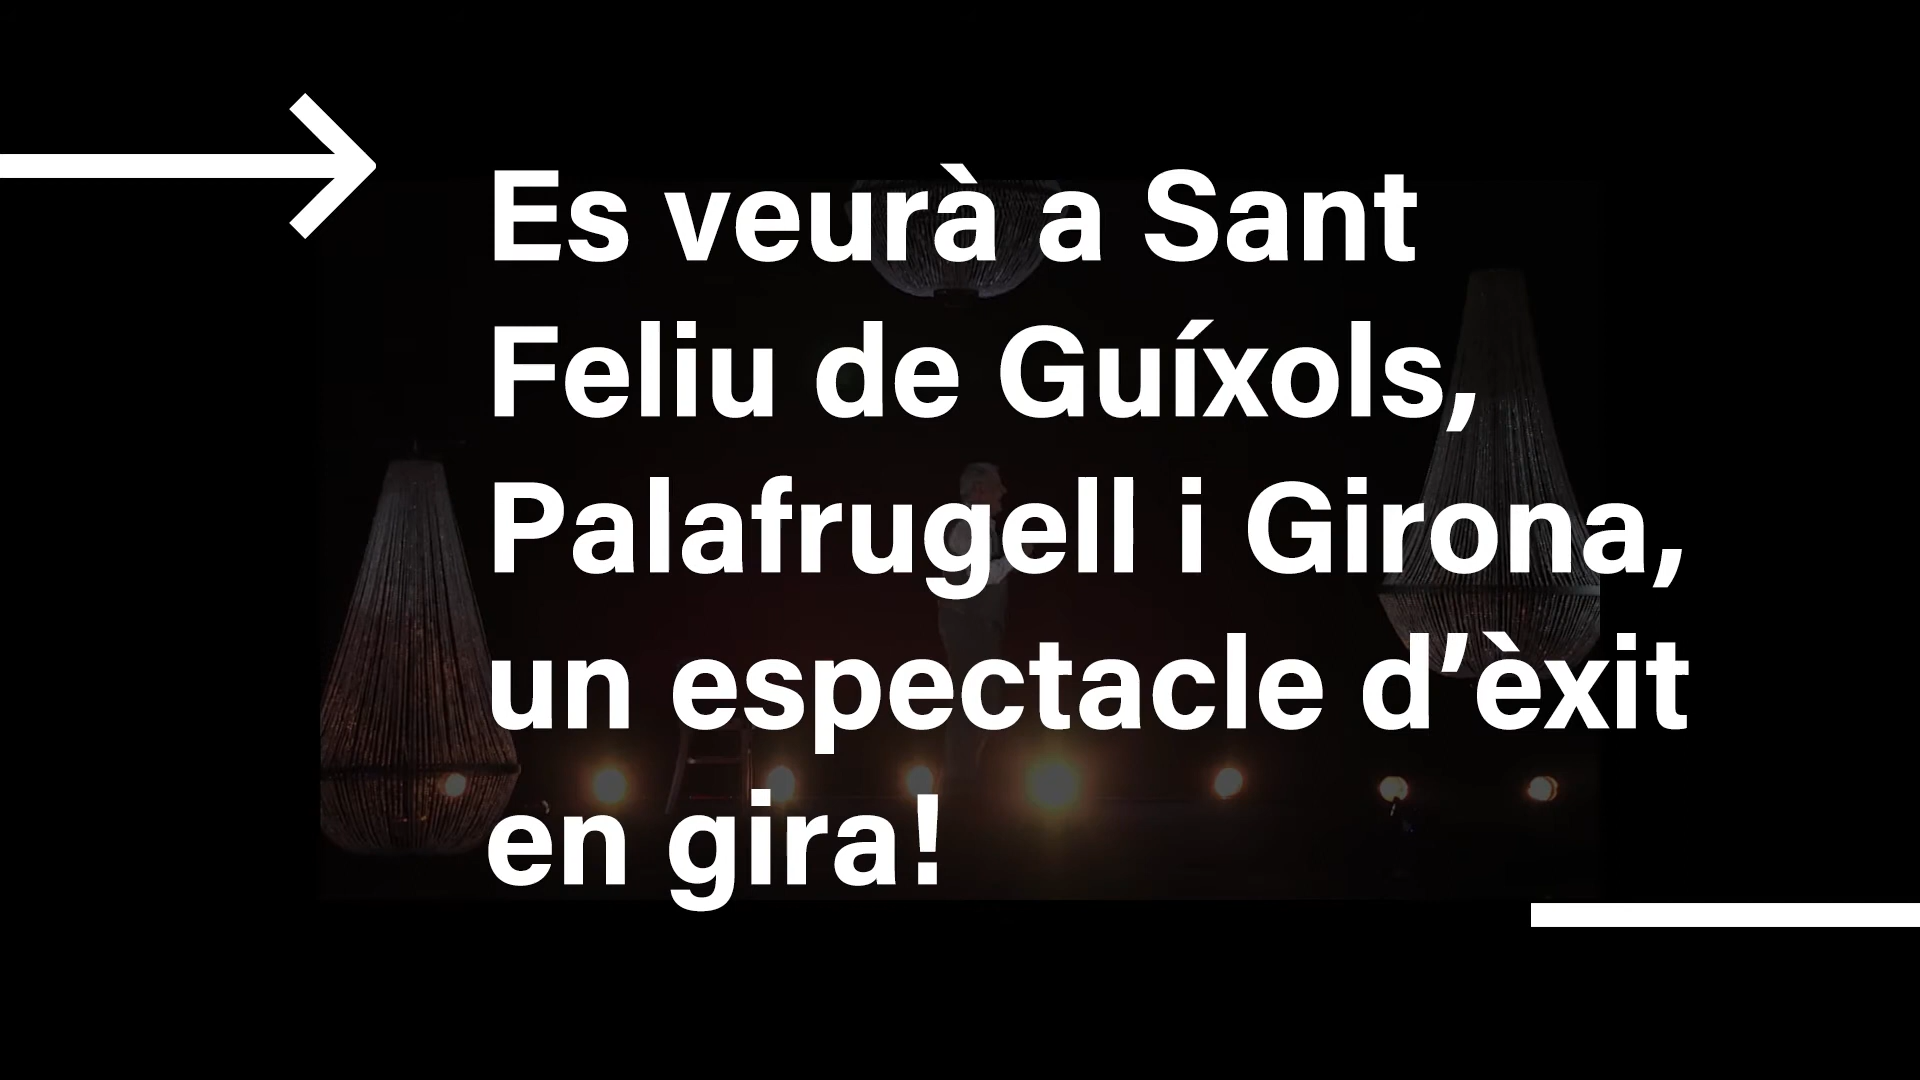 Es veurà a Sant
Feliu de Guíxols,
Palafrugell i Girona,
un espectacle d’èxit
en gira!